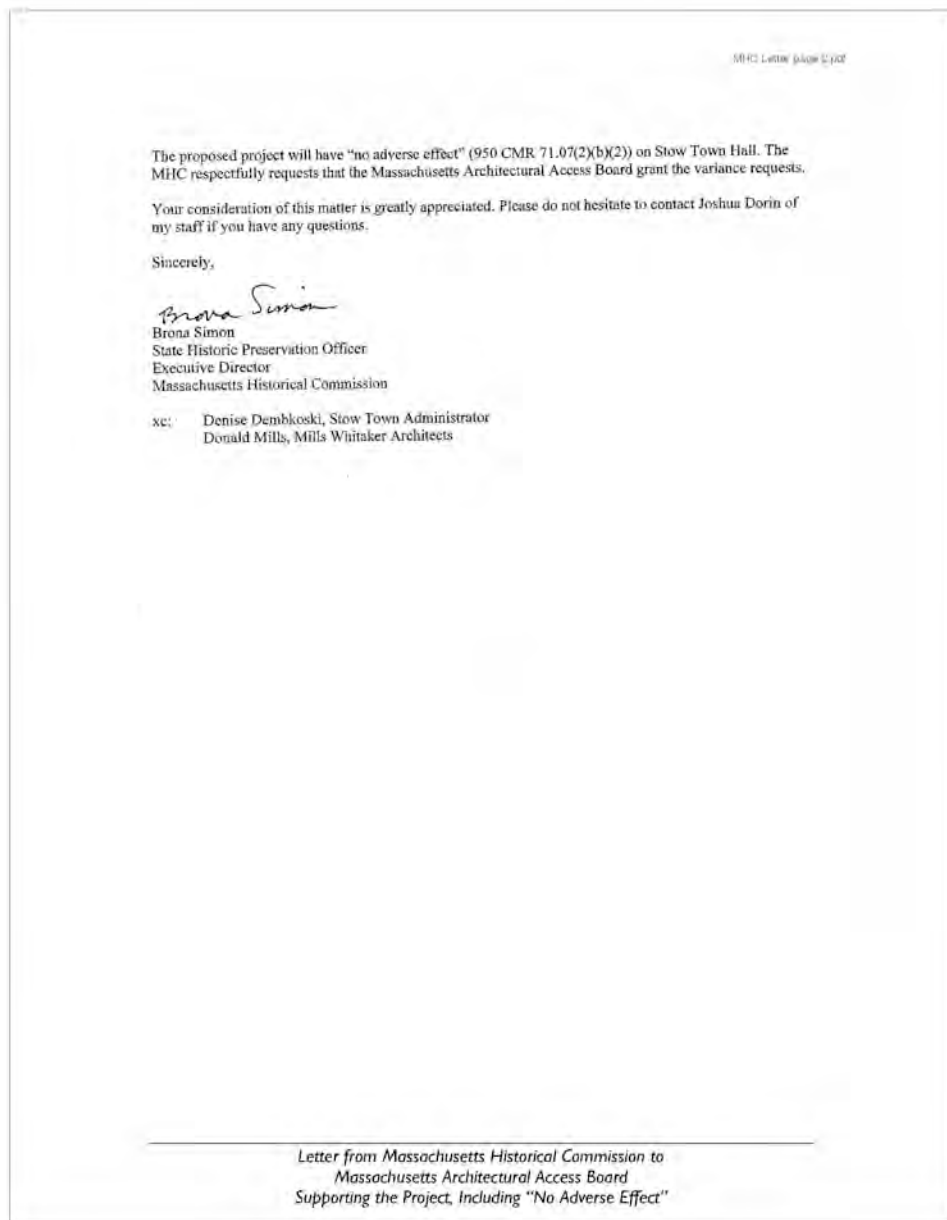 MHC Letter page 2.pdf
The proposed project will have “no adverse effect” (950 CMR 71.07(2)(b)(2)) on Stow Town Hall. The
MHC respectfully requests that the Massachusetts Architectural Access Board grant the variance requests.
Your consideration of this matter is greatly appreciated. Please do not hesitate to contact Joshua Dorin of
my staff if you have any questions.
Sincerely,
Brona Simon
Brona Simon
State Historic Preservation Officer
Executive Director
Massachusetts Historical Commission
xc: Denise Dembkoski, Stow Town Administrator
Donald Mills, Mills Whitaker Architects
Letter from Massachusetts Historical Commission to
Massachusetts Architectural Access Board
Supporting the Project, Including "No Adverse Effect"